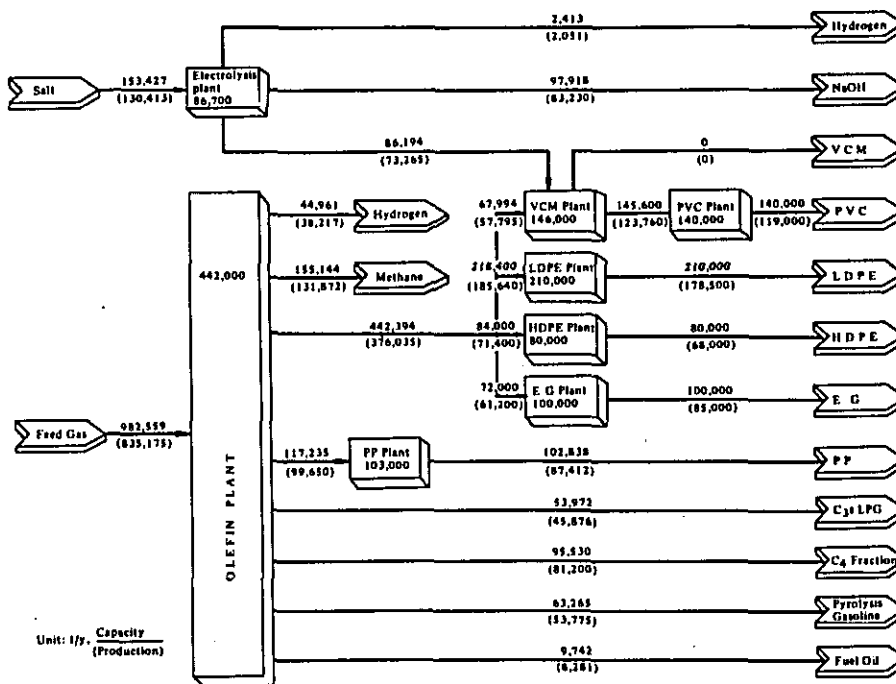 2,413
Hydrogen
(2,051)
Salt
153,427
(130,413)
Electrolysis
plant
86,700
97,918
(83,230)
NaOH
86,194
(73,265)
0
(0)
VCM
44,961
(38,217)
Hydrogen
67,994
(57,795)
VCM Plant
146,000
145,600
(123,760)
PVC Plant
140,000
140,000
(119,000)
PVC
442,000
155,144
(131,872)
Methane
218,400
(185,640)
LDPE Plant
210,000
210,000
(178,500)
LDPE
442,394
(376,035)
84,000
(71,400)
HDPE Plant
80,000
80,000
(68,000)
HDPE
72,000
(61,200)
E G Plant
100,000
100,000
(85,000)
E G
Feed Gas
982,559
(835,175)
OLEFIN PLANT
117,235
(99,650)
PP Plant
103,000
102,838
(87,412)
PP
53,972
(45,876)
C3s LPG
95,530
(81,200)
C4 Fraction
63,265
(53,775)
Pyrolysis
Gasoline
9,742
(8,281)
Fuel Oil
Unit: t/y, Capacity
(Production)